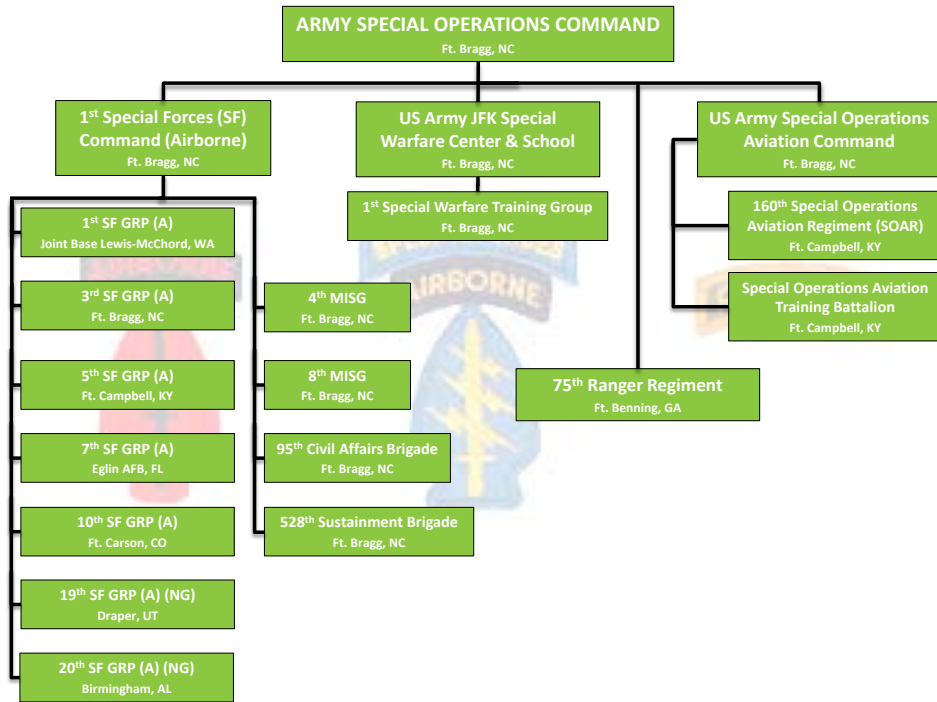 ARMY SPECIAL OPERATIONS COMMAND
Ft. Bragg, NC
1st Special Forces (SF)
Command (Airborne)
Ft. Bragg, NC
US Army JFK Special
Warfare Center & School
Ft. Bragg, NC
US Army Special Operations
Aviation Command
Ft. Bragg, NC
1st Special Warfare Training Group
Ft. Bragg, NC
160th Special Operations
Aviation Regiment (SOAR)
Ft. Campbell, KY
Special Operations Aviation
Training Battalion
Ft. Campbell, KY
75th Ranger Regiment
Ft. Benning, GA
1st SF GRP (A)
Joint Base Lewis-McChord, WA
3rd SF GRP (A)
Ft. Bragg, NC
5th SF GRP (A)
Ft. Campbell, KY
7th SF GRP (A)
Eglin AFB, FL
10th SF GRP (A)
Ft. Carson, CO
19th SF GRP (A) (NG)
Draper, UT
20th SF GRP (A) (NG)
Birmingham, AL
4th MISG
Ft. Bragg, NC
8th MISG
Ft. Bragg, NC
95th Civil Affairs Brigade
Ft. Bragg, NC
528th Sustainment Brigade
Ft. Bragg, NC
AIRBORNE
AIRBORNE